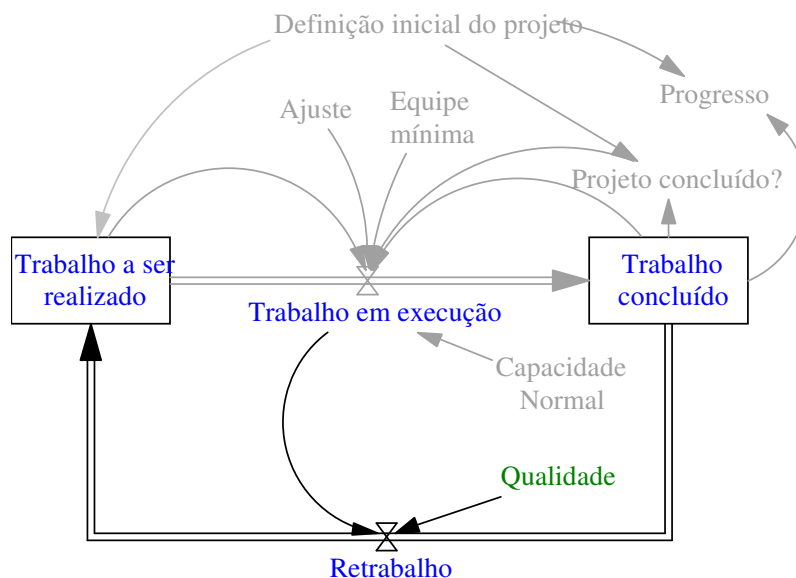 Definição inicial do projeto
Progresso
Ajuste
Equipe
mínima
Projeto concluído?
Trabalho a ser
realizado
Trabalho
concluído
Trabalho em execução
Capacidade
Normal
Qualidade
Retrabalho